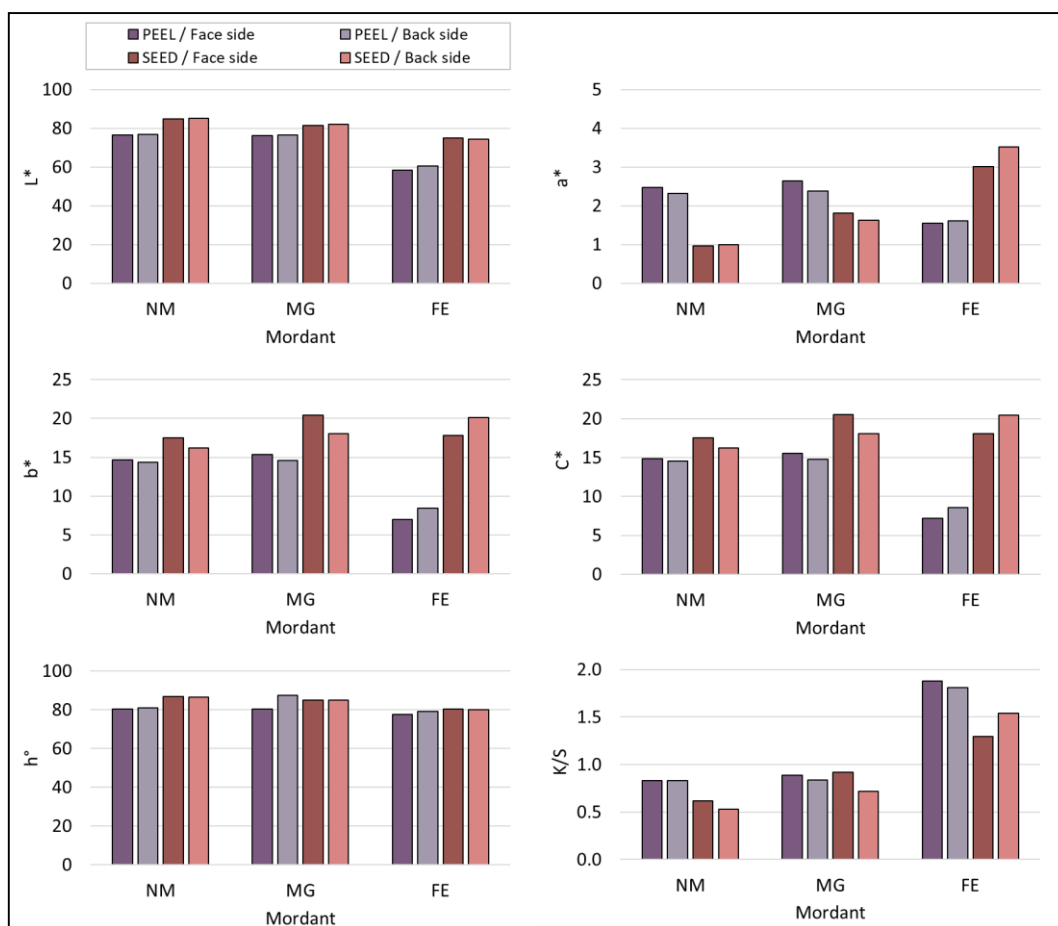 PEEL / Face side
PEEL / Back side
SEED / Face side
SEED / Back side
100
80
60
40
20
0
L*
NM
MG
FE
Mordant
5
4
3
2
1
0
a*
NM
MG
FE
Mordant
25
20
15
10
5
0
b*
NM
MG
FE
Mordant
25
20
15
10
5
0
C*
NM
MG
FE
Mordant
100
80
60
40
20
0
h°
NM
MG
FE
Mordant
2.0
1.5
1.0
0.5
0.0
K/S
NM
MG
FE
Mordant